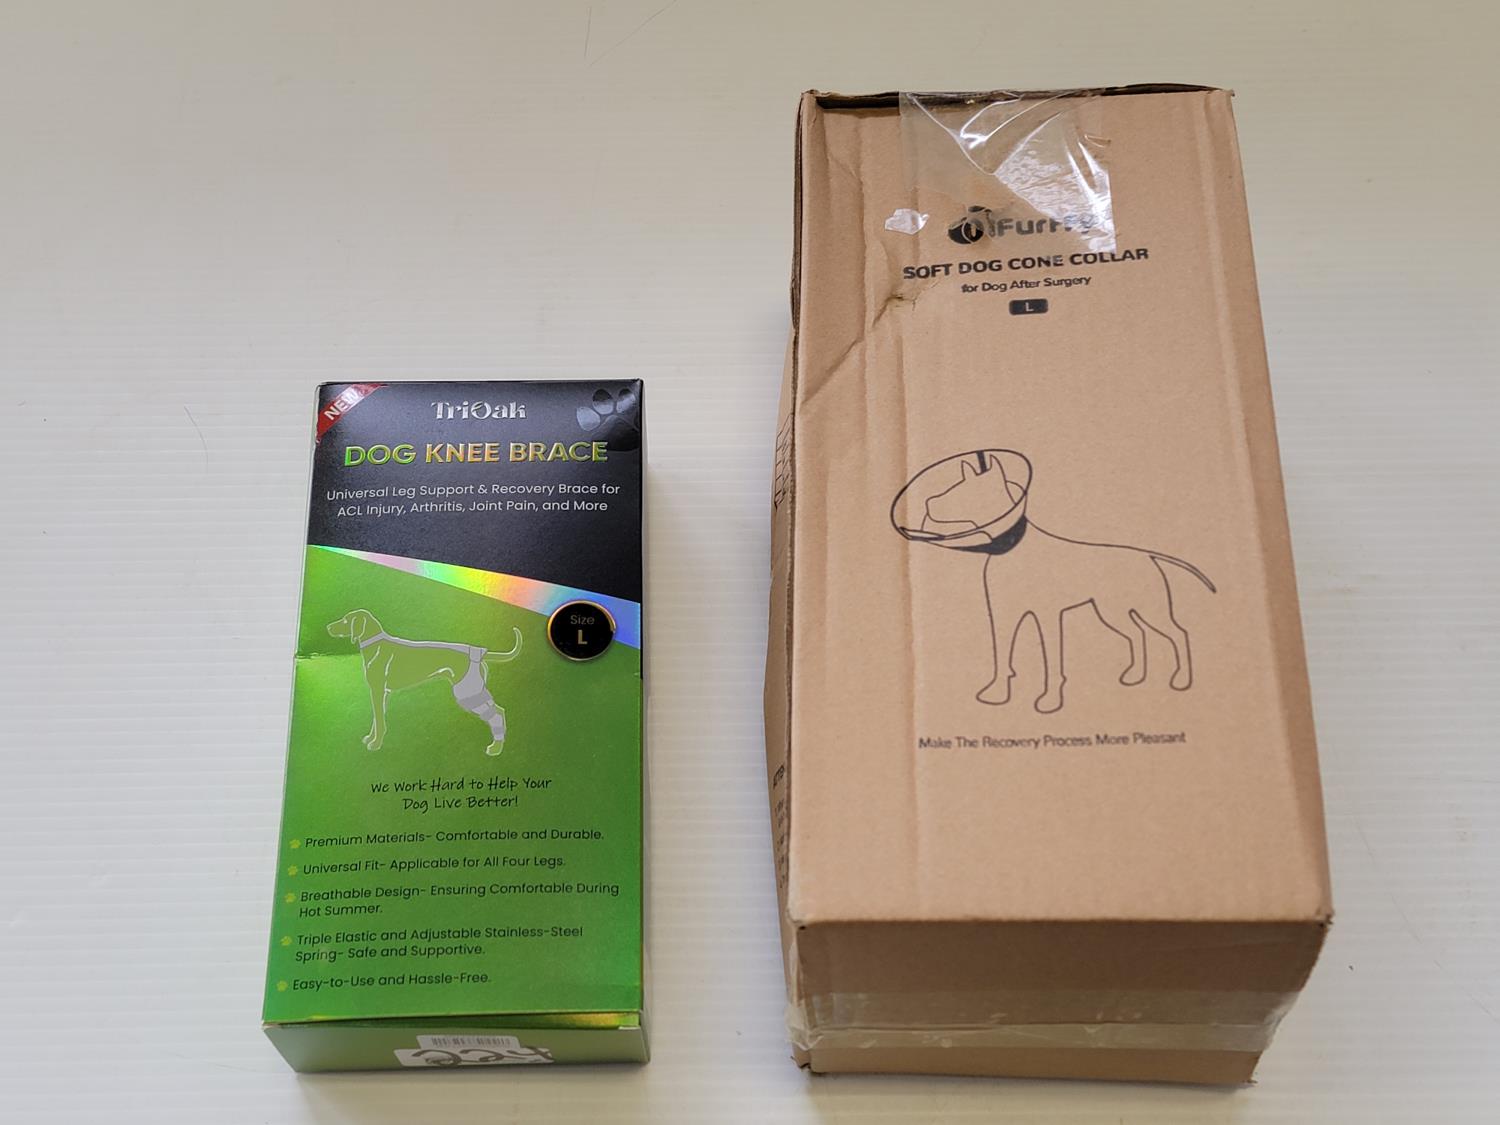 NEW
TriOak
DOG KNEE BRACE
Universal Leg Support & Recovery Brace for
ACL Injury, Arthritis, Joint Pain, and More
Size
L
We Work Hard to Help Your
Dog Live Better!
Premium Materials- Comfortable and Durable.
Universal Fit- Applicable for All Four Legs.
Breathable Design- Ensuring Comfortable During
Hot Summer.
Triple Elastic and Adjustable Stainless-Steel
Spring- Safe and Supportive.
Easy-to-Use and Hassle-Free.
SOFT DOG CONE COLLAR
for Dog After Surgery
L
Make The Recovery Process More Pleasant